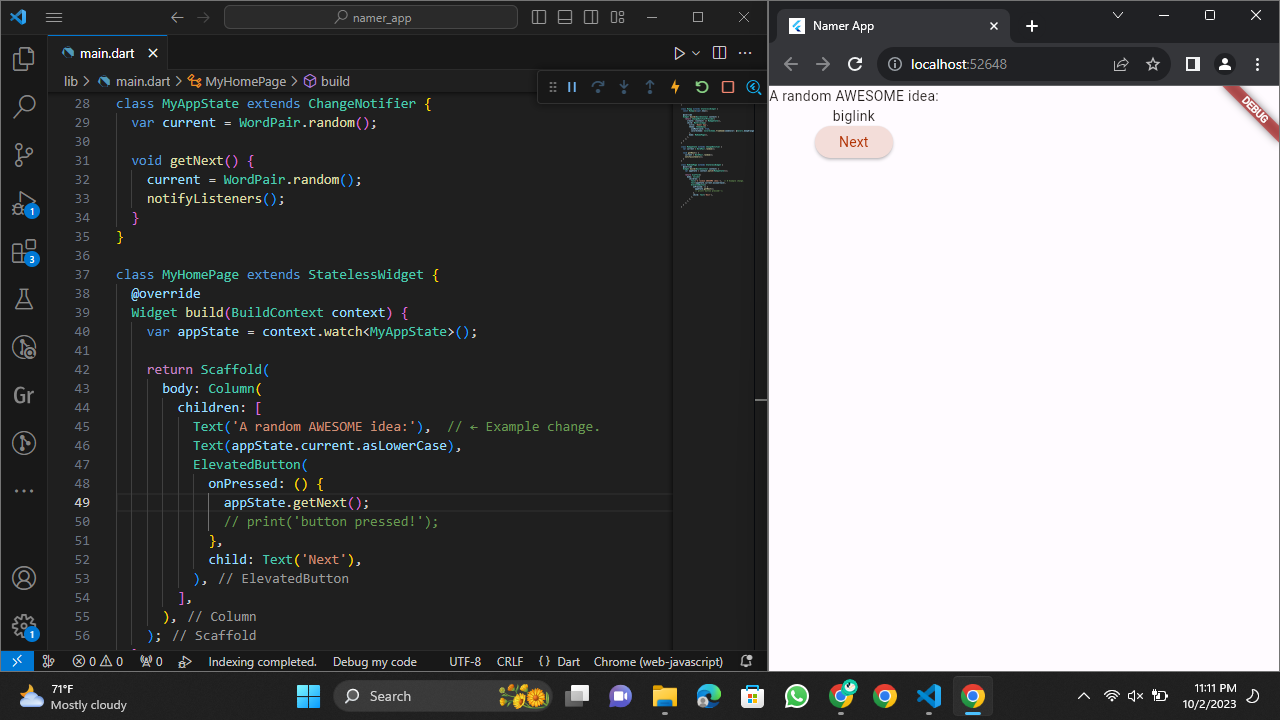 namer_app
main.dart
lib > main.dart > MyHomePage > build
28 class MyAppState extends ChangeNotifier {
29 var current = WordPair.random();
30
31 void getNext() {
32 current = WordPair.random();
33 notifyListeners();
34 }
35 }
36
37 class MyHomePage extends StatelessWidget {
38 @override
39 Widget build(BuildContext context) {
40 var appState = context.watch<MyAppState>();
41
42 return Scaffold(
43 body: Column(
44 children: [
45 Text('A random AWESOME idea:'), // ← Example change.
46 Text(appState.current.asLowerCase),
47 ElevatedButton(
48 onPressed: () {
49 appState.getNext();
50 // print('button pressed!');
51 },
52 child: Text('Next'),
53 ), // ElevatedButton
54 ],
55 ), // Column
56 ); // Scaffold
1
3
Gr
1
0 0 0 Indexing completed. Debug my code UTF-8 CRLF {} Dart Chrome (web-javascript)
Namer App
localhost:52648
A random AWESOME idea:
biglink
Next
DEBUG
71°F
Mostly cloudy
Search
11:11 PM
10/2/2023